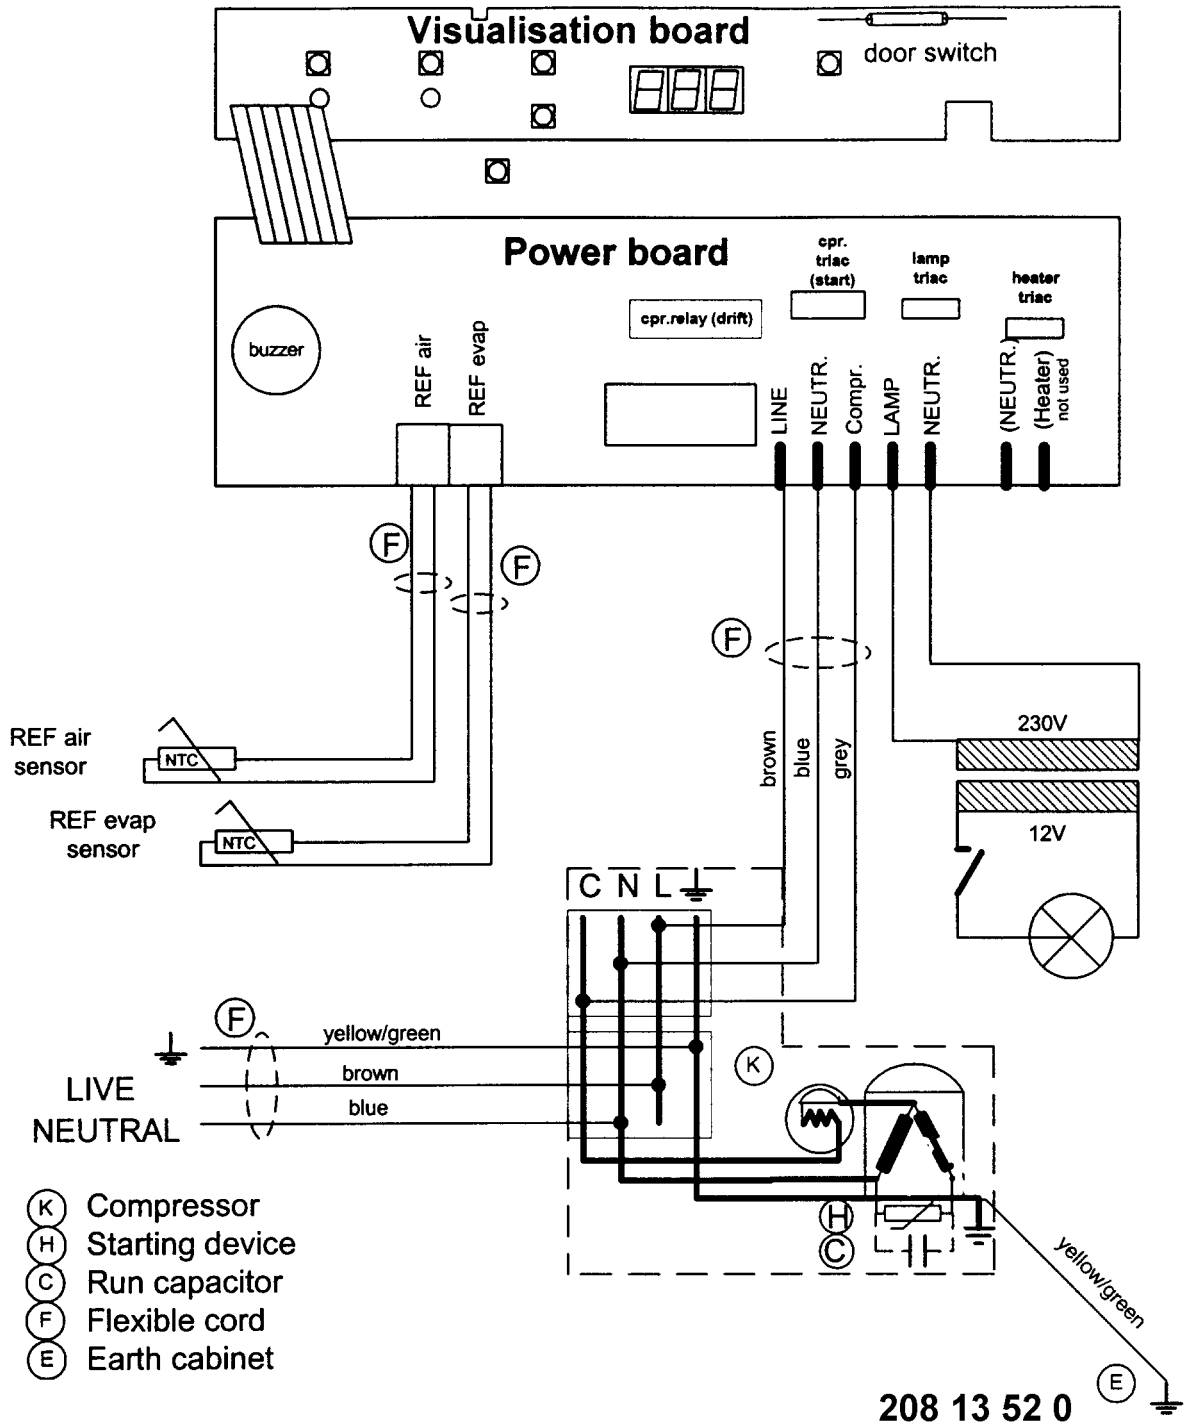 Visualisation board
door switch
Power board
cpr.
triac
(start)
lamp
triac
heater
triac
cpr.relay (drift)
buzzer
REF air
REF evap
LINE
NEUTR.
Compr.
LAMP
NEUTR.
(NEUTR.)
(Heater)
not used
F
F
F
brown
blue
grey
230V
12V
REF air
sensor
NTC
REF evap
sensor
NTC
C N L
F
yellow/green
LIVE
brown
NEUTRAL
blue
K
H
C
yellow/green
E
K Compressor
H Starting device
C Run capacitor
F Flexible cord
E Earth cabinet
208 13 52 0